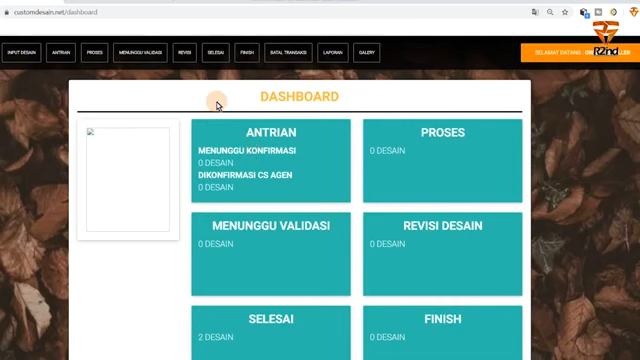 customdesain.net/dashboard
INPUT DESAIN
ANTRIAN
PROSES
MENUNGGU VALIDASI
REVISI
SELESAI
FINISH
BATAL TRANSAKSI
LAPORAN
GALERY
SELAMAT DATANG :
R2nd
DASHBOARD
ANTRIAN
MENUNGGU KONFIRMASI
0 DESAIN
DIKONFIRMASI CS AGEN
0 DESAIN
PROSES
0 DESAIN
MENUNGGU VALIDASI
0 DESAIN
REVISI DESAIN
0 DESAIN
SELESAI
2 DESAIN
FINISH
0 DESAIN